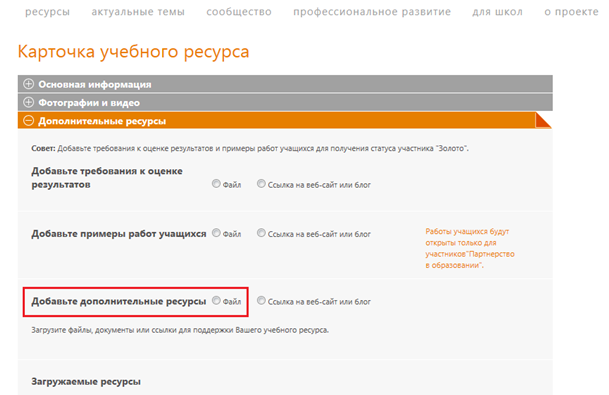 ресурсы актуальные темы сообщество профессиональное развитие для школ о проекте
Карточка учебного ресурса
Основная информация
Фотографии и видео
Дополнительные ресурсы
Совет: Добавьте требования к оценке результатов и примеры работ учащихся для получения статуса участника "Золото".
Добавьте требования к оценке
результатов
Файл Ссылка на веб-сайт или блог
Добавьте примеры работ учащихся Файл Ссылка на веб-сайт или блог
Работы учащихся будут
открыты только для
участников"Партнерство
в образовании".
Добавьте дополнительные ресурсы Файл Ссылка на веб-сайт или блог
Загрузите файлы, документы или ссылки для поддержки Вашего учебного ресурса.
Загружаемые ресурсы